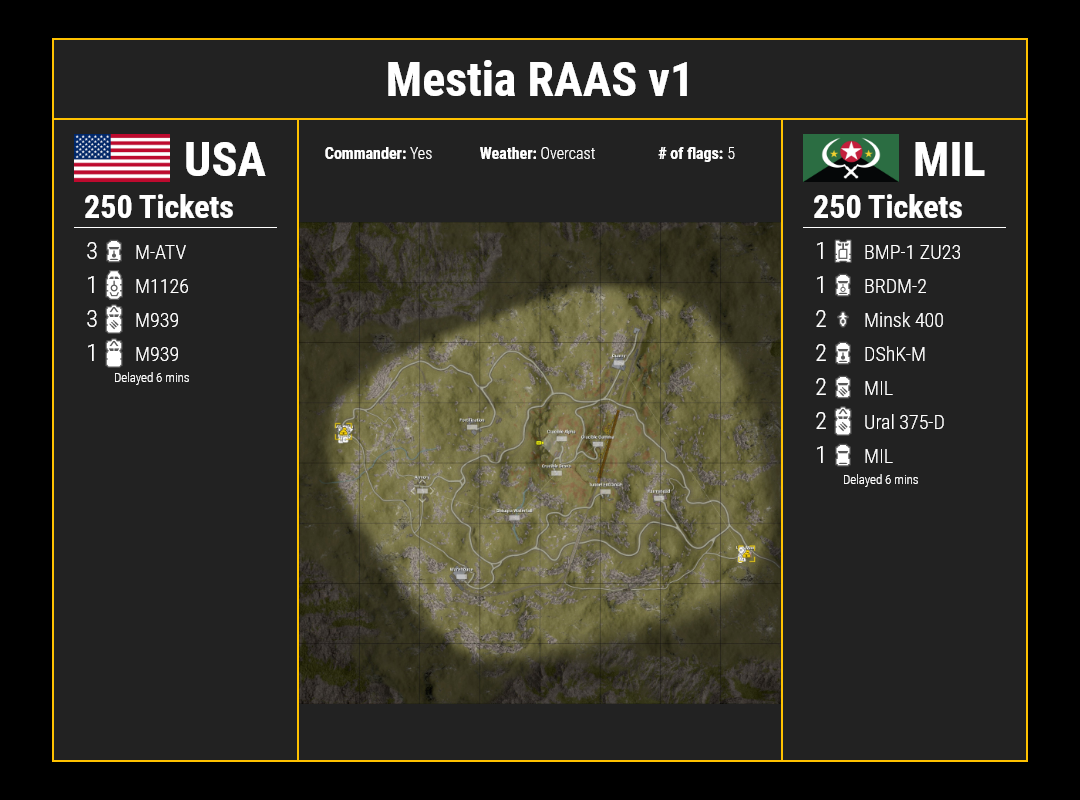 Mestia RAAS v1
USA
250 Tickets
3 M-ATV
1 M1126
3 M939
1 M939
Delayed 6 mins
Commander: Yes Weather: Overcast # of flags: 5
MIL
250 Tickets
1 BMP-1 ZU23
1 BRDM-2
2 Minsk 400
2 DShK-M
2 MIL
2 Ural 375-D
1 MIL
Delayed 6 mins